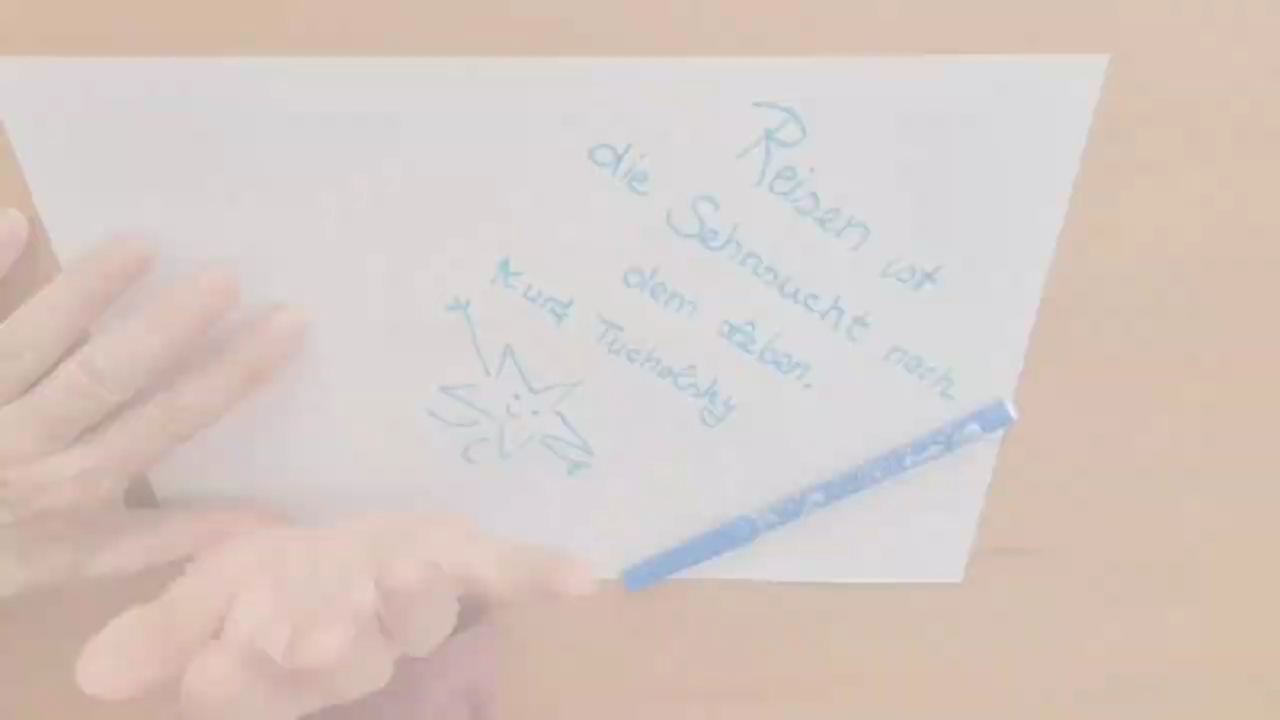 Reisen ist
die Sehnsucht nach
dem Leben.
Kurt Tucholsky